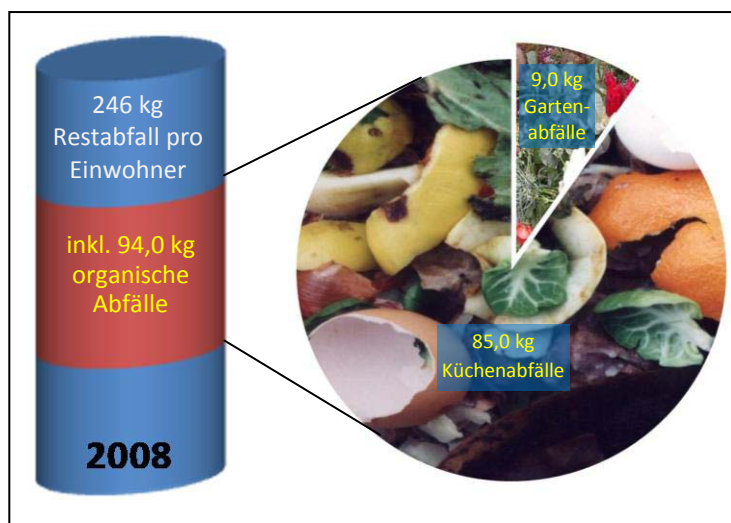 246 kg
Restabfall pro
Einwohner
inkl. 94,0 kg
organische
Abfälle
2008
9,0 kg
Garten-
abfälle
85,0 kg
Küchenabfälle